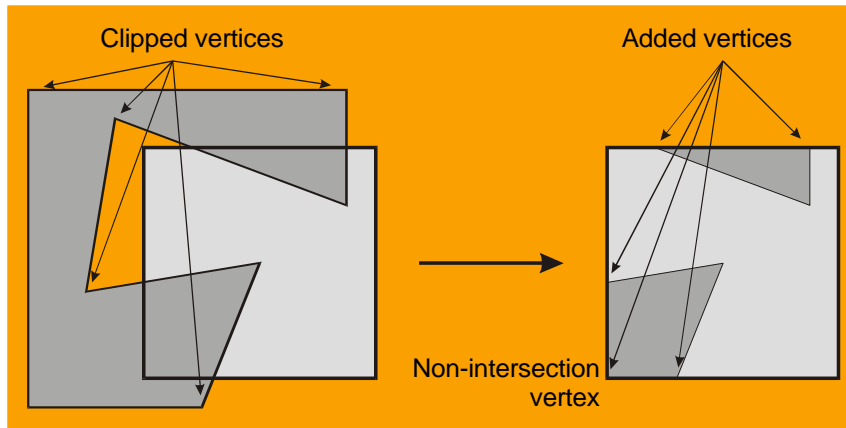 Clipped vertices
Added vertices
Non-intersection
vertex